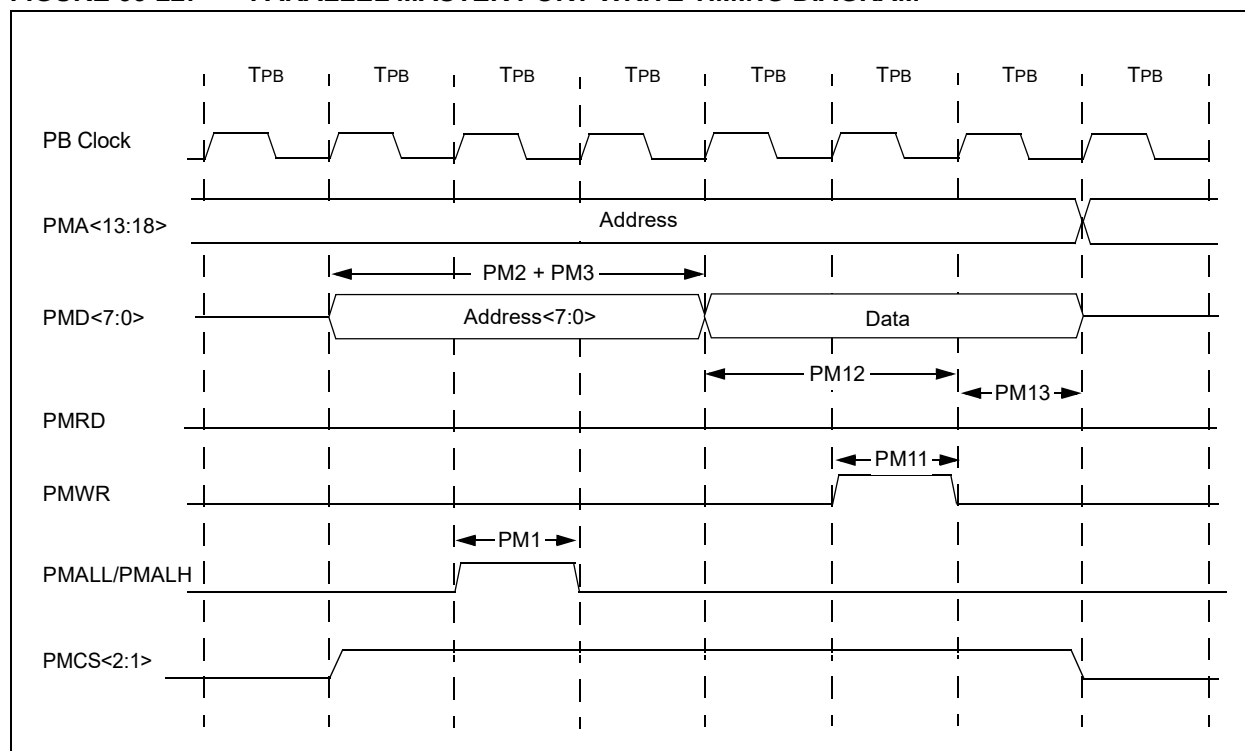 TPB TPB TPB TPB TPB TPB TPB TPB
PB Clock
PMA<13:18> Address
PM2 + PM3
PMD<7:0> Address<7:0> Data
PM12
PM13
PMRD
PM11
PMWR
PM1
PMALL/PMALH
PMCS<2:1>